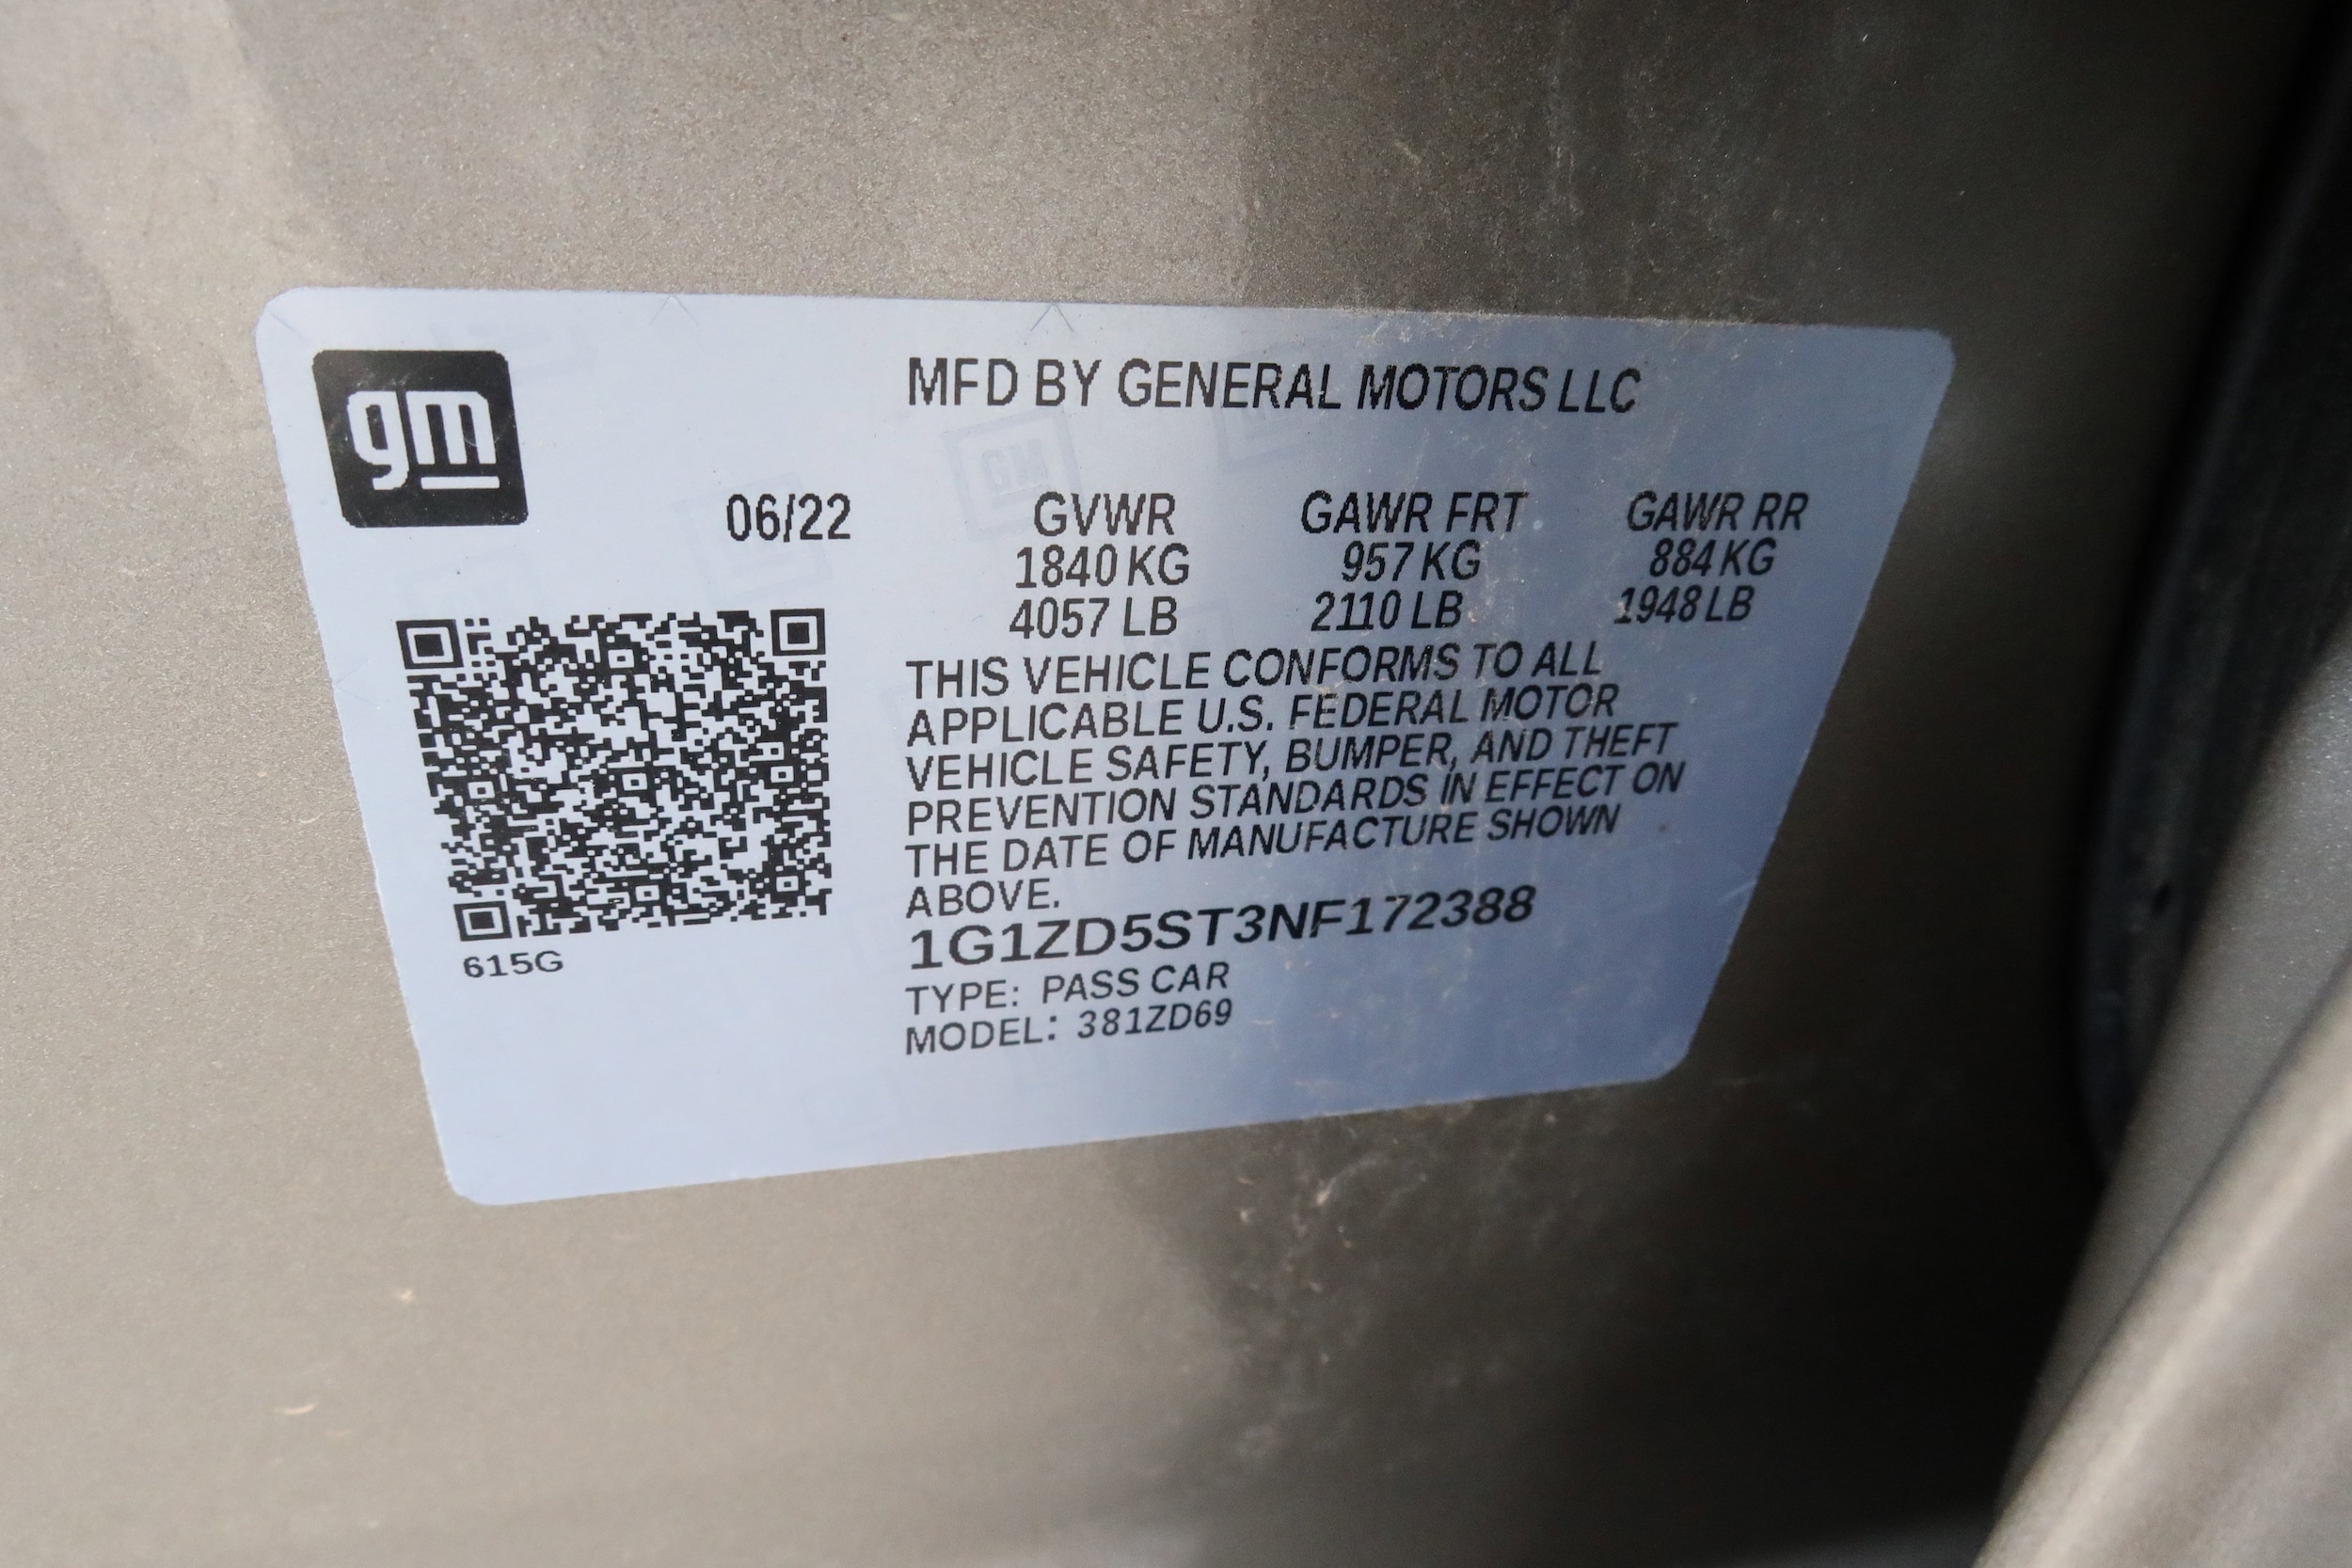 gm
MFD BY GENERAL MOTORS LLC
06/22 GVWR GAWR FRT GAWR RR
1840 KG 957 KG 884 KG
4057 LB 2110 LB 1948 LB
THIS VEHICLE CONFORMS TO ALL
APPLICABLE U.S. FEDERAL MOTOR
VEHICLE SAFETY, BUMPER, AND THEFT
PREVENTION STANDARDS IN EFFECT ON
THE DATE OF MANUFACTURE SHOWN
ABOVE.
1G1ZD5ST3NF172388
615G
TYPE: PASS CAR
MODEL: 381ZD69